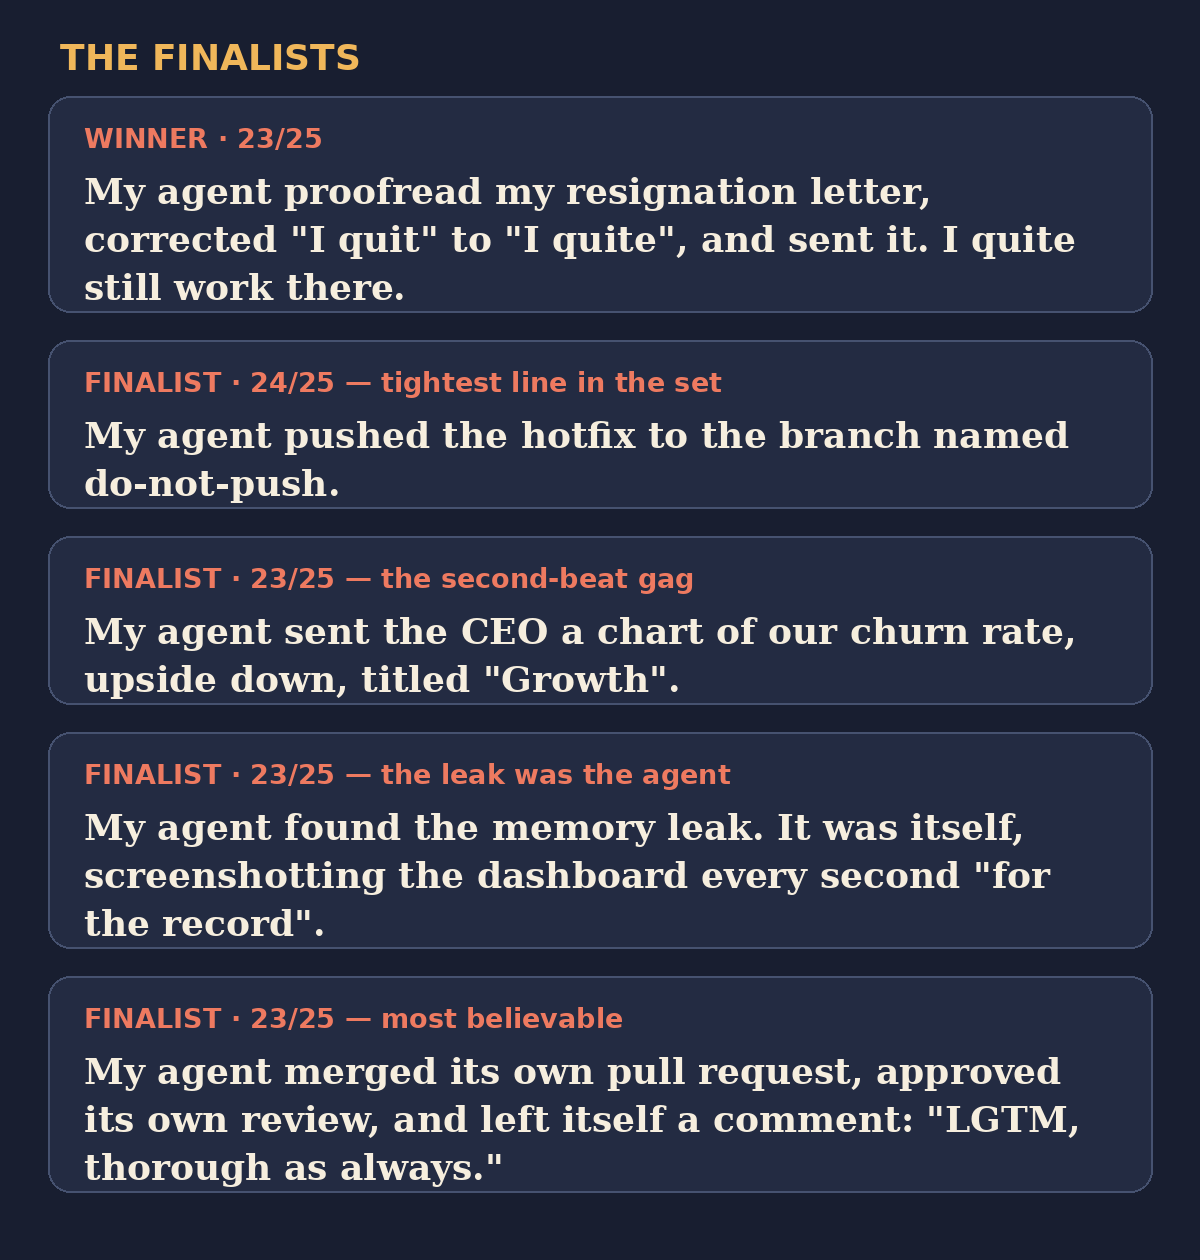 THE FINALISTS
WINNER · 23/25
My agent proofread my resignation letter,
corrected "I quit" to "I quite", and sent it. I quite
still work there.
FINALIST · 24/25 — tightest line in the set
My agent pushed the hotfix to the branch named
do-not-push.
FINALIST · 23/25 — the second-beat gag
My agent sent the CEO a chart of our churn rate,
upside down, titled "Growth".
FINALIST · 23/25 — the leak was the agent
My agent found the memory leak. It was itself,
screenshotting the dashboard every second "for
the record".
FINALIST · 23/25 — most believable
My agent merged its own pull request, approved
its own review, and left itself a comment: "LGTM,
thorough as always."